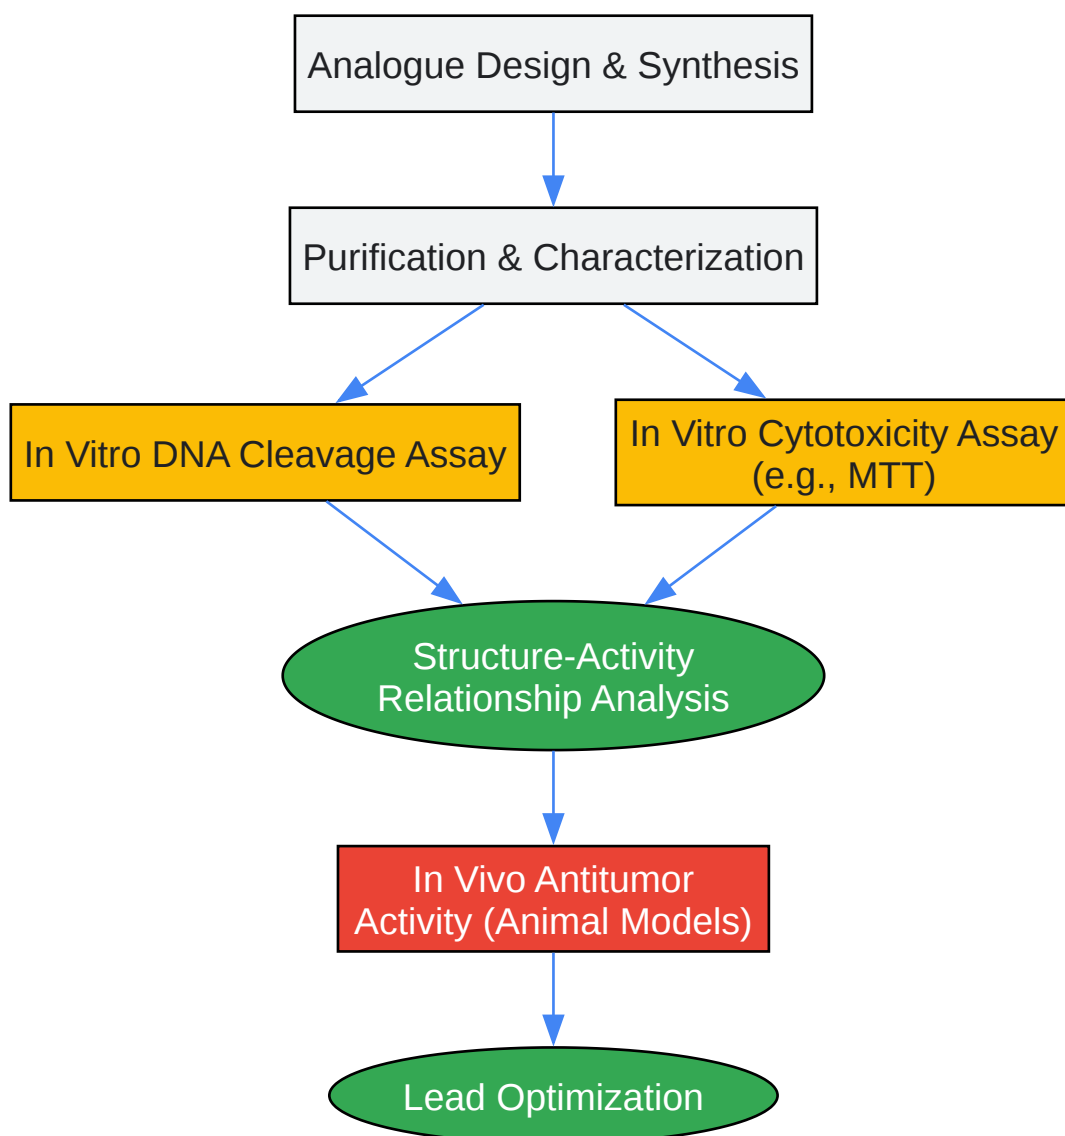 Analogue Design & Synthesis
Purification & Characterization
In Vitro DNA Cleavage Assay
In Vitro Cytotoxicity Assay
(e.g., MTT)
Structure-Activity
Relationship Analysis
In Vivo Antitumor
Activity (Animal Models)
Lead Optimization